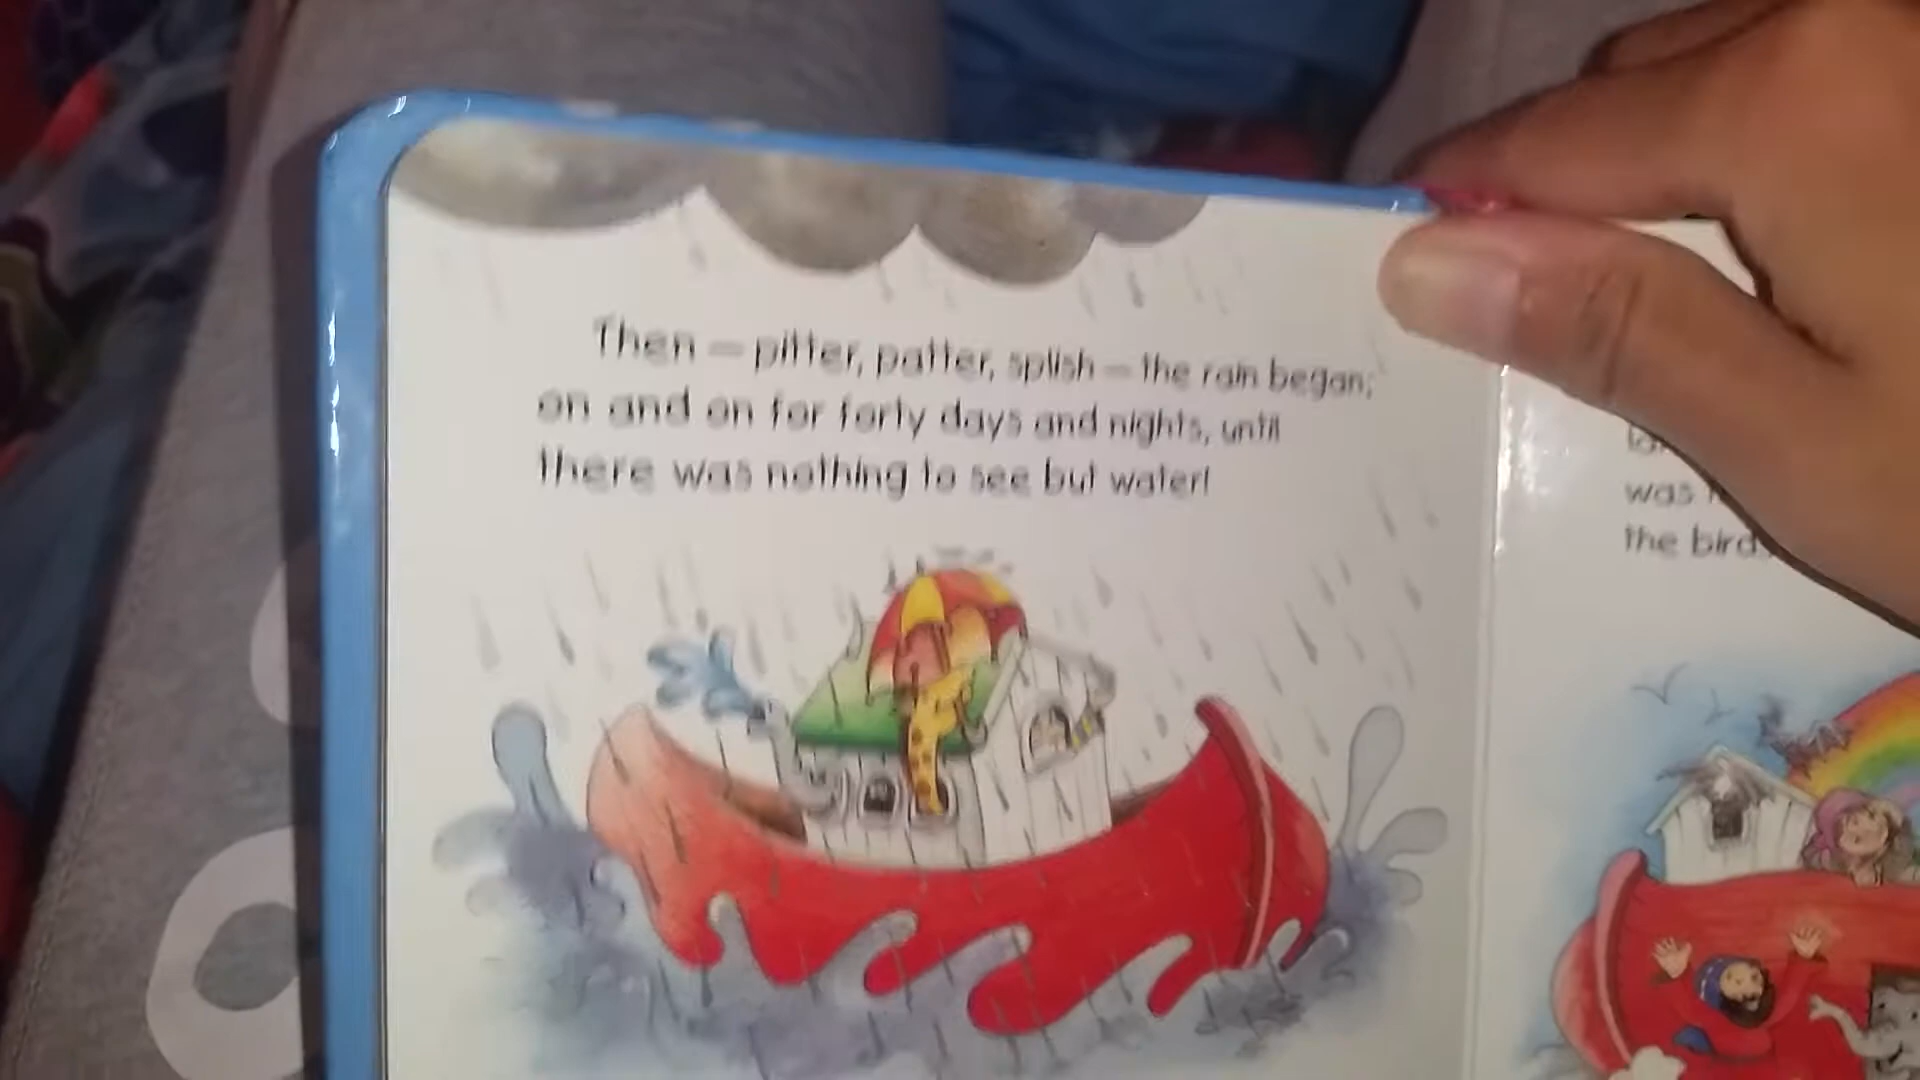 Then — pitter, patter, splish — the rain began;
on and on for forty days and nights, until
there was nothing to see but water!
was
the bird